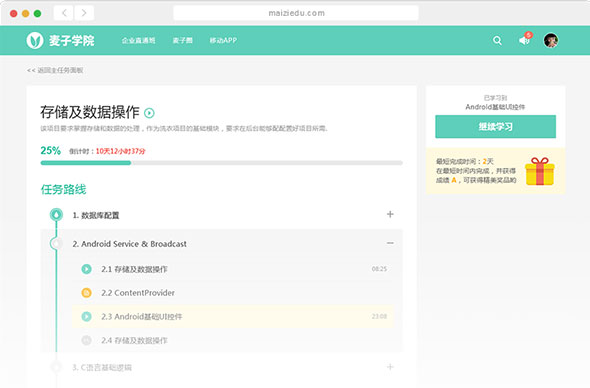 maiziedu.com
麦子学院
企业直通班
麦子圈
移动APP
6
<< 返回主任务面板
存储及数据操作
该项目要求掌握存储和数据的处理，作为洗衣项目的基础模块，要求在后台能够配配置好项目所需。
25%
倒计时：10天12小时37分
任务路线
1. 数据库配置
2. Android Service & Broadcast
2.1 存储及数据操作
08:25
2.2 ContentProvider
2.3 Android基础UI控件
23:08
2.4 存储及数据操作
3. C语言基础逻辑
已学习到
Android基础UI控件
继续学习
最短完成时间：2天
在最短时间内完成，并获得
成绩 A，可获得精美奖品哟